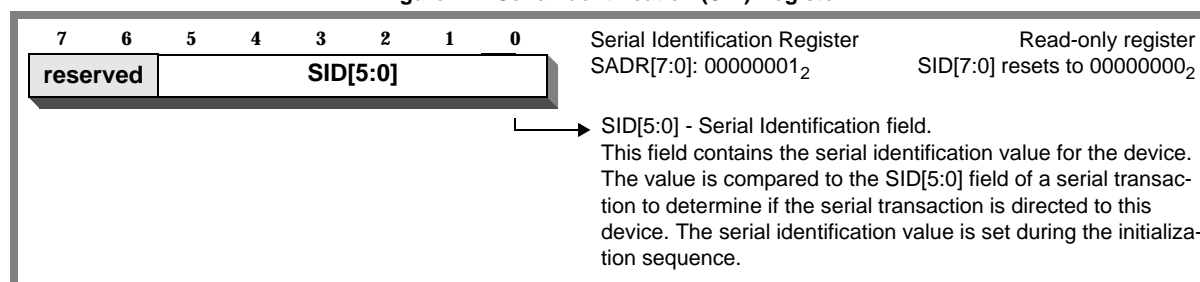 7 6 5 4 3 2 1 0
reserved SID[5:0]
Serial Identification Register Read-only register
SADR[7:0]: 00000001₂ SID[7:0] resets to 00000000₂
SID[5:0] - Serial Identification field.
This field contains the serial identification value for the device.
The value is compared to the SID[5:0] field of a serial transac-
tion to determine if the serial transaction is directed to this
device. The serial identification value is set during the initializa-
tion sequence.